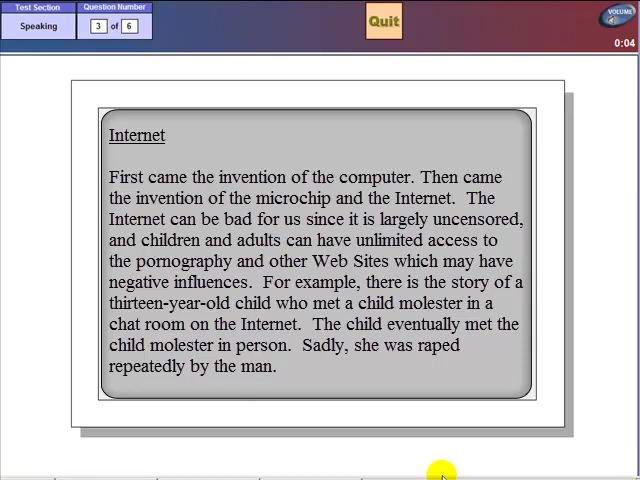 Test Section
Question Number
Speaking
3 of 6
Quit
VOLUME
0:04
Internet
First came the invention of the computer. Then came
the invention of the microchip and the Internet. The
Internet can be bad for us since it is largely uncensored,
and children and adults can have unlimited access to
the pornography and other Web Sites which may have
negative influences. For example, there is the story of a
thirteen-year-old child who met a child molester in a
chat room on the Internet. The child eventually met the
child molester in person. Sadly, she was raped
repeatedly by the man.